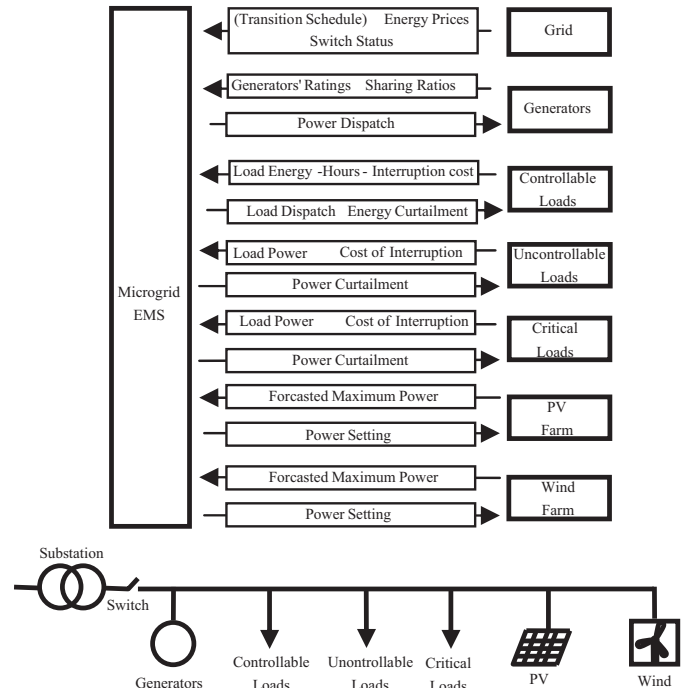 (Transition Schedule) Energy Prices
Switch Status
Grid
Generators' Ratings Sharing Ratios
Power Dispatch
Generators
Load Energy -Hours - Interruption cost
Load Dispatch Energy Curtailment
Controllable
Loads
Load Power Cost of Interruption
Power Curtailment
Uncontrollable
Loads
Microgrid
EMS
Load Power Cost of Interruption
Power Curtailment
Critical
Loads
Forcasted Maximum Power
Power Setting
PV
Farm
Forcasted Maximum Power
Power Setting
Wind
Farm
Substation
Switch
Generators
Controllable
Loads
Unontrollable
Loads
Critical
Loads
PV
Wind